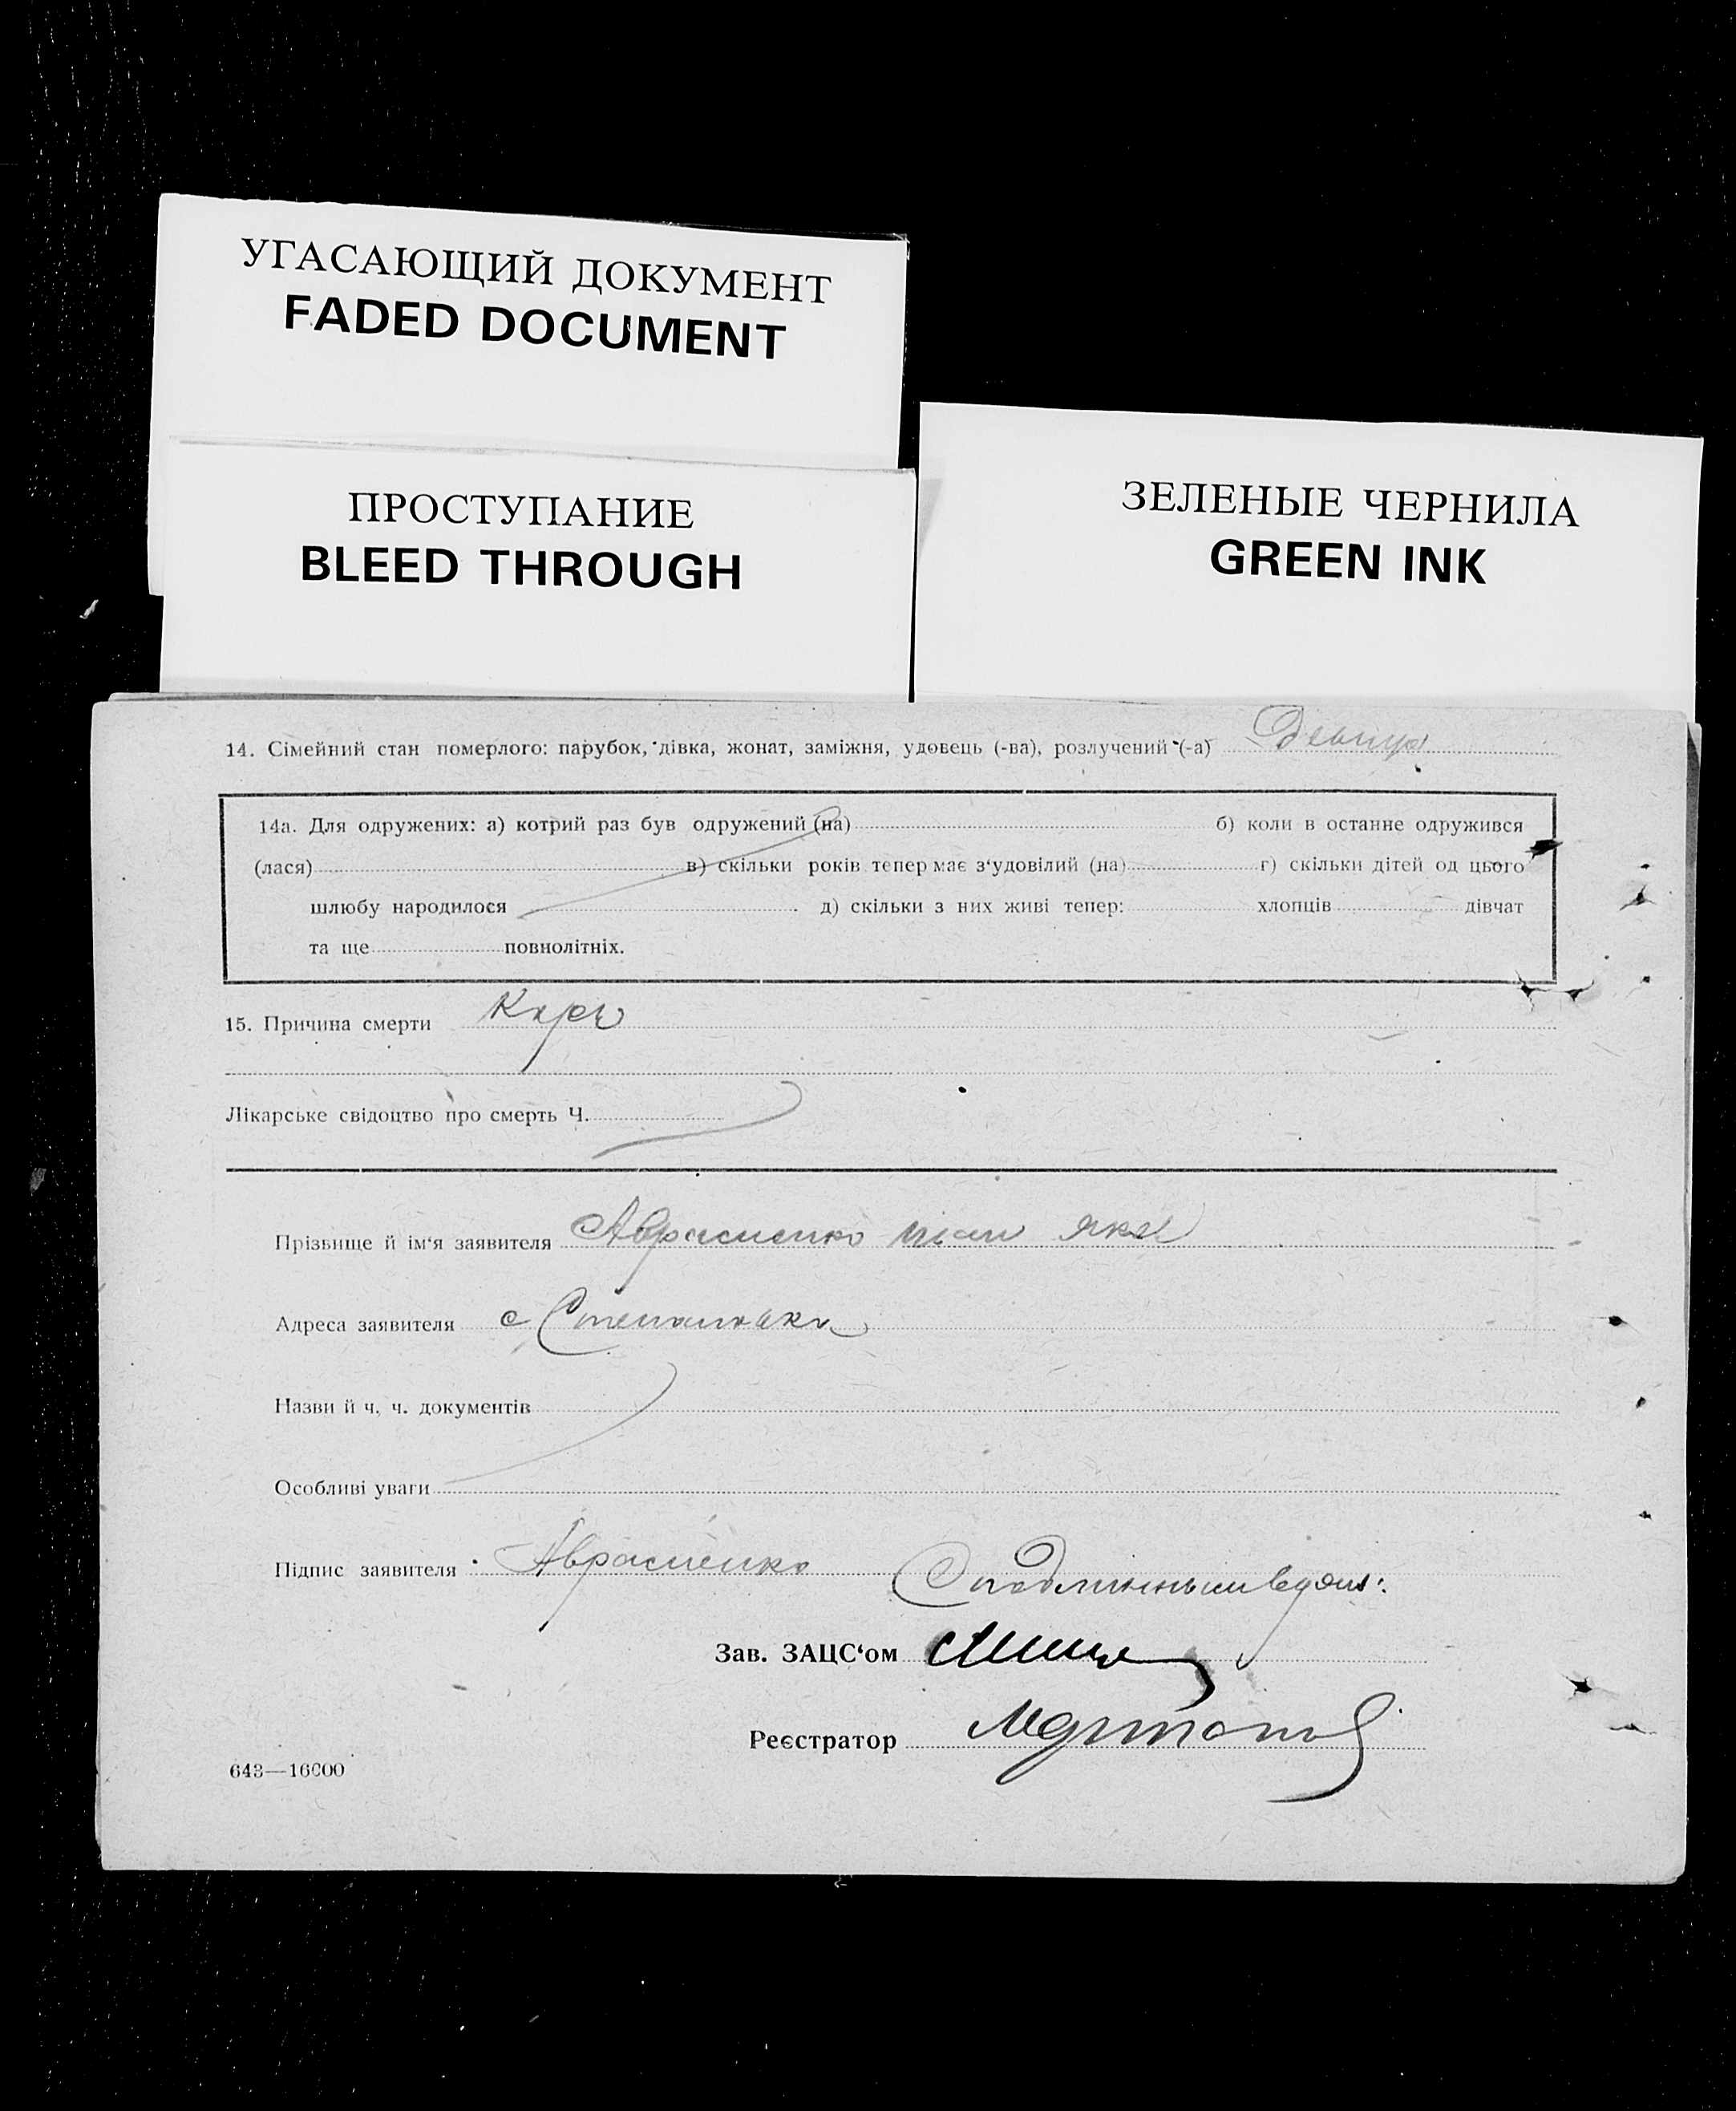 УГАСАЮЩИЙ ДОКУМЕНТ
FADED DOCUMENT
ПРОСТУПАНИЕ
BLEED THROUGH
ЗЕЛЕНЫЕ ЧЕРНИЛА
GREEN INK
14. Сімейний стан померлого: парубок, дівка, жонат, заміжня, удовець (-ва), розлучений (-а)
14а. Для одружених: а) котрий раз був одружений (на) б) коли в останнє одружився
(лася) в) скільки років тепер має з‘удовілий (на) г) скільки дітей од цього
шлюбу народилося д) скільки з них живі тепер: хлопців дівчат
та ще повнолітніх.
15. Причина смерти Корь
Лікарське свідоцтво про смерть Ч.
Прізвище й ім‘я заявителя
Адреса заявителя с Степановка
Назви й ч. ч. документів
Особливі уваги
Підпис заявителя
С подлинным
Зав. ЗАЦС‘ом
Реєстратор
643—16000